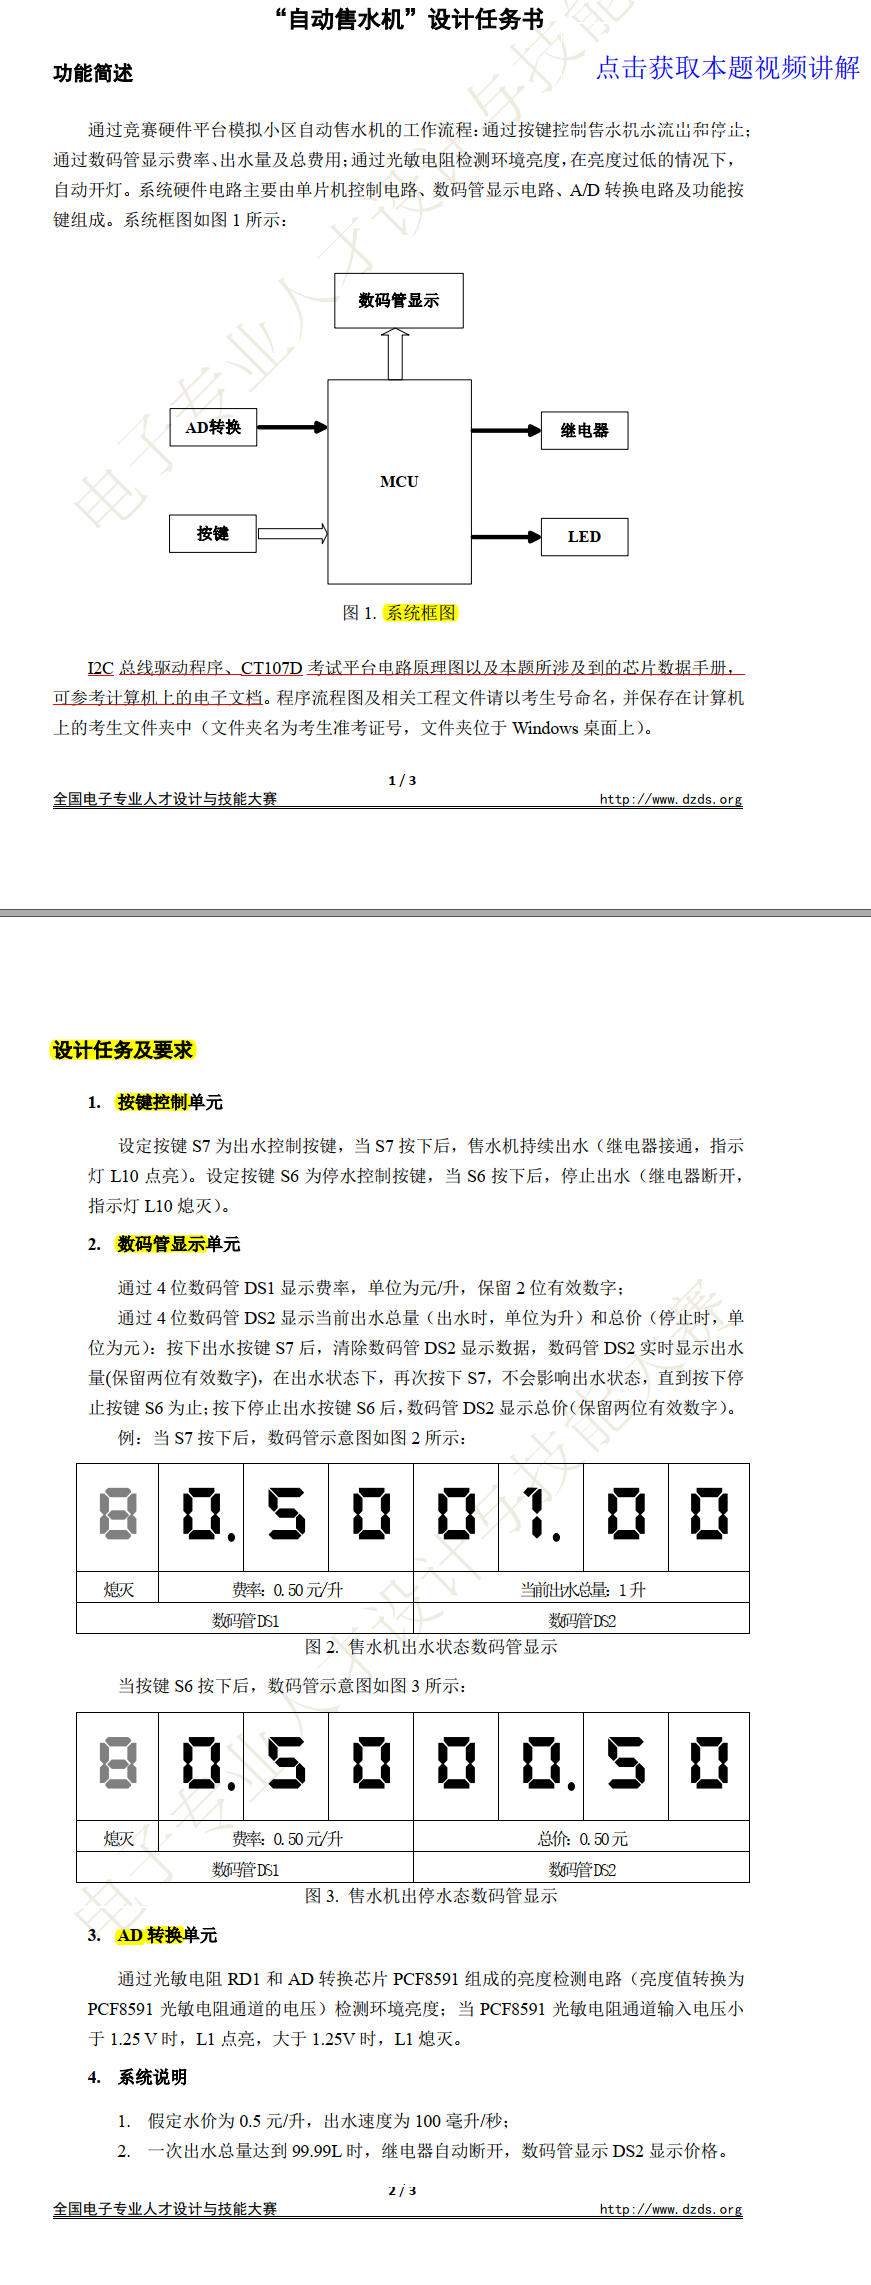 “自动售水机”设计任务书
点击获取本题视频讲解
功能简述
通过竞赛硬件平台模拟小区自动售水机的工作流程：通过按键控制售水机水流出和停止；
通过数码管显示费率、出水量及总费用；通过光敏电阻检测环境亮度，在亮度过低的情况下，
自动开灯。系统硬件电路主要由单片机控制电路、数码管显示电路、A/D 转换电路及功能按
键组成。系统框图如图 1 所示：
数码管显示
AD转换
继电器
MCU
按键
LED
图 1. 系统框图
I2C 总线驱动程序、CT107D 考试平台电路原理图以及本题所涉及到的芯片数据手册，
可参考计算机上的电子文档。程序流程图及相关工程文件请以考生号命名，并保存在计算机
上的考生文件夹中（文件夹名为考生准考证号，文件夹位于 Windows 桌面上）。
1 / 3
全国电子专业人才设计与技能大赛 http://www.dzds.org
设计任务及要求
1. 按键控制单元
设定按键 S7 为出水控制按键，当 S7 按下后，售水机持续出水（继电器接通，指示
灯 L10 点亮）。设定按键 S6 为停水控制按键，当 S6 按下后，停止出水（继电器断开，
指示灯 L10 熄灭）。
2. 数码管显示单元
通过 4 位数码管 DS1 显示费率，单位为元/升，保留 2 位有效数字；
通过 4 位数码管 DS2 显示当前出水总量（出水时，单位为升）和总价（停止时，单
位为元）：按下出水按键 S7 后，清除数码管 DS2 显示数据，数码管 DS2 实时显示出水
量(保留两位有效数字)，在出水状态下，再次按下 S7，不会影响出水状态，直到按下停
止按键 S6 为止；按下停止出水按键 S6 后，数码管 DS2 显示总价（保留两位有效数字）。
例：当 S7 按下后，数码管示意图如图 2 所示：
8 0. 5 0 0 1. 0 0
熄灭 费率：0.50 元/升 当前出水总量：1 升
数码管 DS1 数码管 DS2
图 2. 售水机出水状态数码管显示
当按键 S6 按下后，数码管示意图如图 3 所示：
8 0. 5 0 0 0. 5 0
熄灭 费率：0.50 元/升 总价：0.50 元
数码管 DS1 数码管 DS2
图 3. 售水机出停水态数码管显示
3. AD 转换单元
通过光敏电阻 RD1 和 AD 转换芯片 PCF8591 组成的亮度检测电路（亮度值转换为
PCF8591 光敏电阻通道的电压）检测环境亮度；当 PCF8591 光敏电阻通道输入电压小
于 1.25 V 时，L1 点亮，大于 1.25V 时，L1 熄灭。
4. 系统说明
1. 假定水价为 0.5 元/升，出水速度为 100 毫升/秒；
2. 一次出水总量达到 99.99L 时，继电器自动断开，数码管显示 DS2 显示价格。
2 / 3
全国电子专业人才设计与技能大赛 http://www.dzds.org
电子专业人才设计与技能
电子专业人才设计与技能大赛